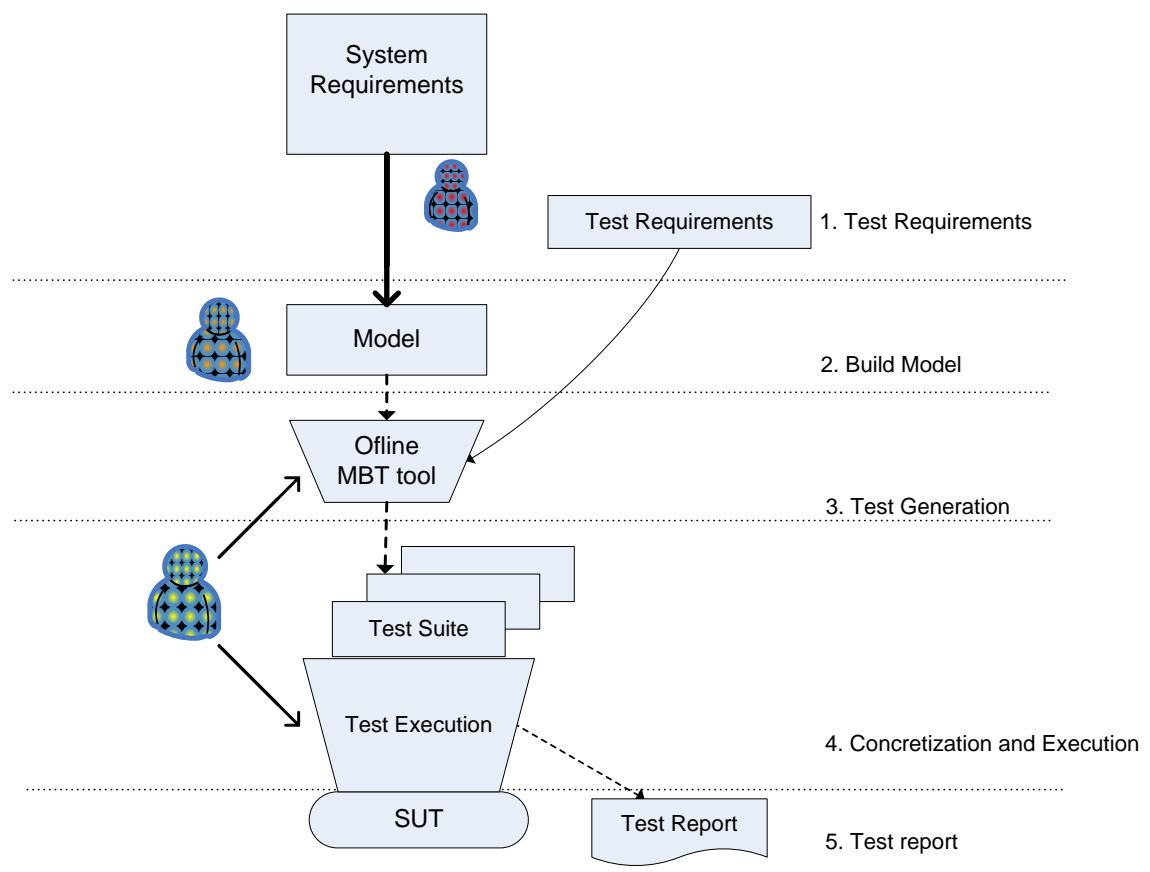 System
Requirements
Test Requirements
1. Test Requirements
Model
2. Build Model
Ofline
MBT tool
3. Test Generation
Test Suite
Test Execution
4. Concretization and Execution
SUT
Test Report
5. Test report